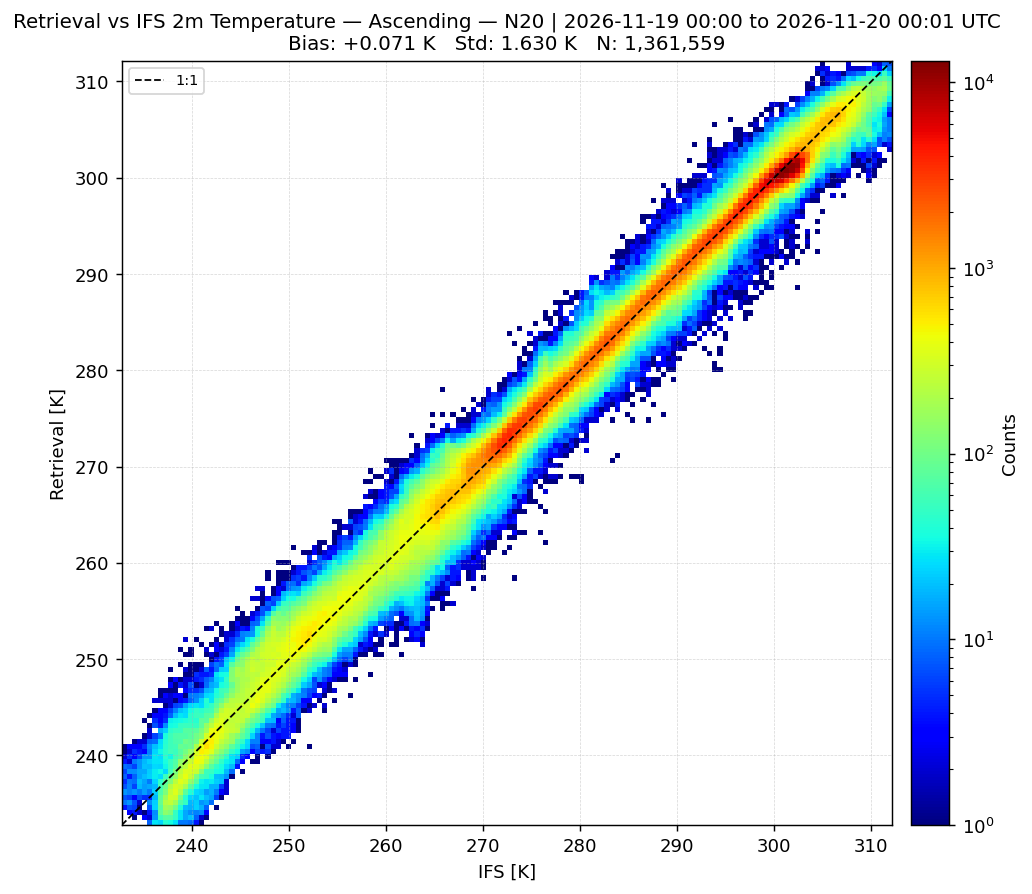 Retrieval vs IFS 2m Temperature — Ascending — N20 | 2026-11-19 00:00 to 2026-11-20 00:01 UTC
Bias: +0.071 K   Std: 1.630 K   N: 1,361,559
1:1
310
300
290
280
270
260
250
240
Retrieval [K]
240 250 260 270 280 290 300 310
IFS [K]
10⁴
10³
10²
10¹
10⁰
Counts